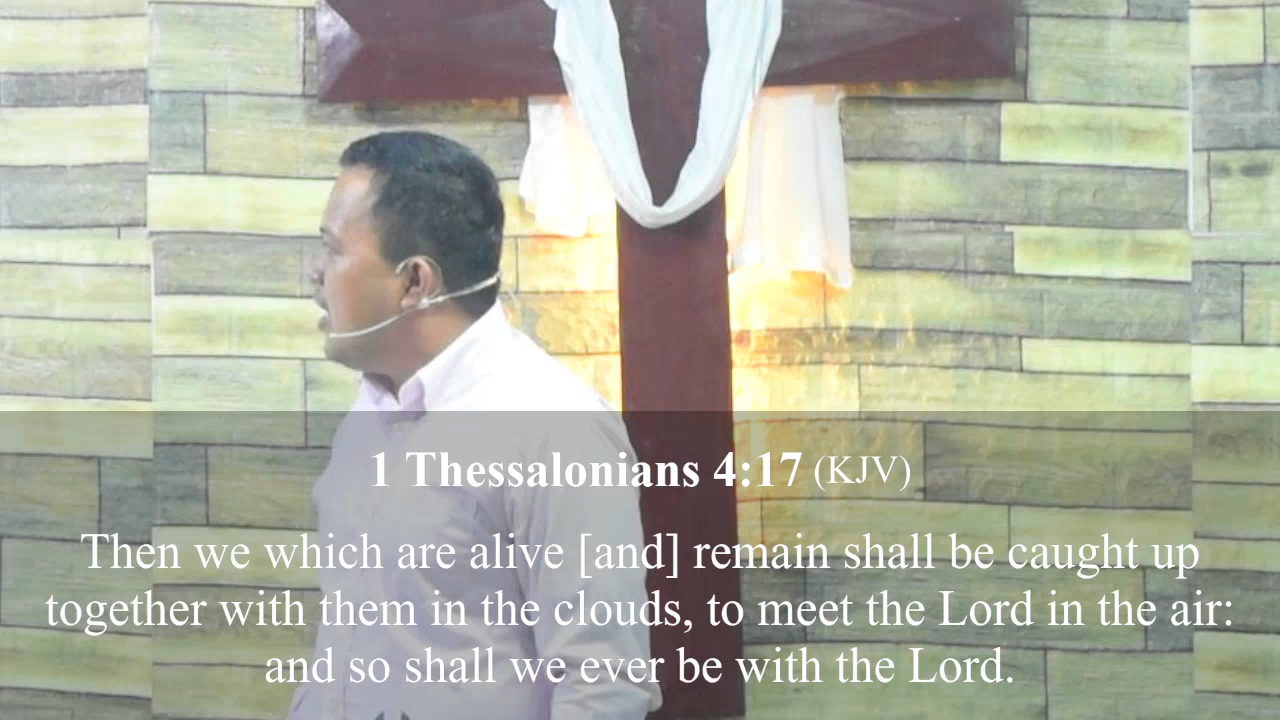 1 Thessalonians 4:17 (KJV)
Then we which are alive [and] remain shall be caught up
together with them in the clouds, to meet the Lord in the air:
and so shall we ever be with the Lord.